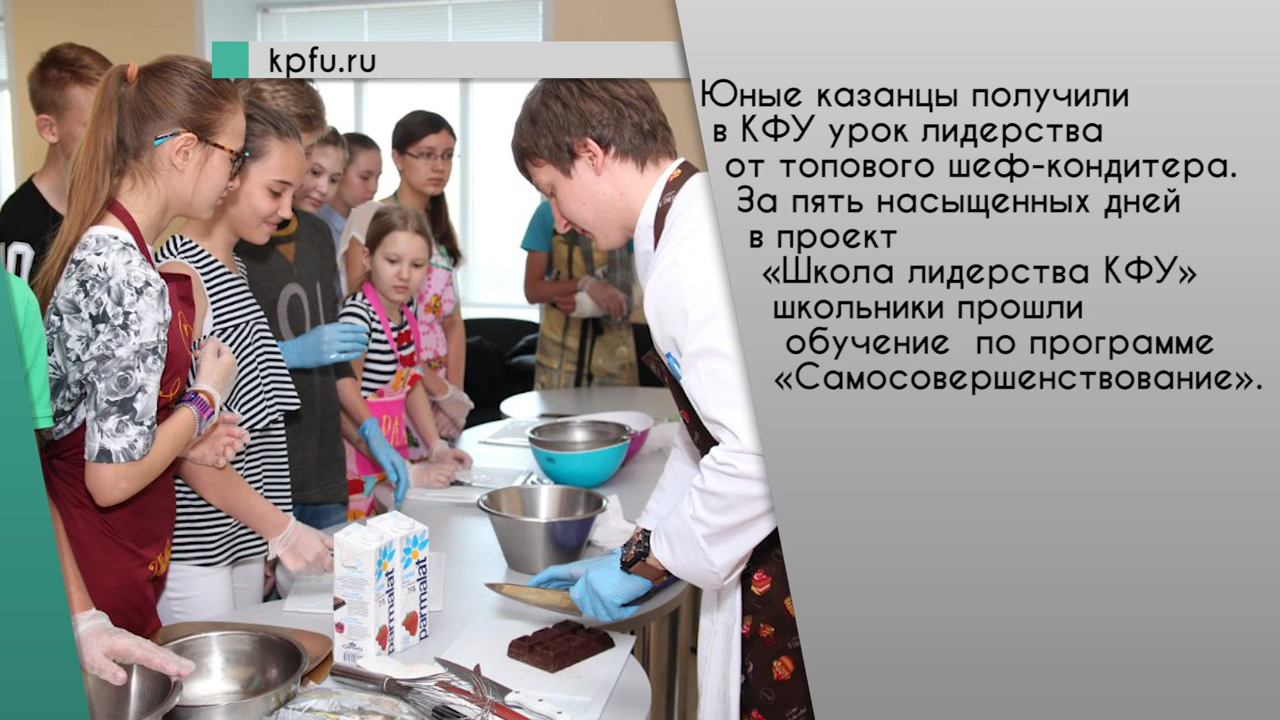 kpfu.ru
Юные казанцы получили
в КФУ урок лидерства
от топового шеф-кондитера.
За пять насыщенных дней
в проект
«Школа лидерства КФУ»
школьники прошли
обучение по программе
«Самосовершенствование».
parmalat
parmalat